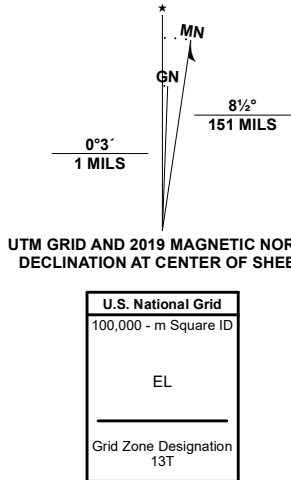 ★
MN
GN
8½°
151 MILS
0°3´
1 MILS
UTM GRID AND 2019 MAGNETIC NOR
DECLINATION AT CENTER OF SHEE
U.S. National Grid
100,000 - m Square ID
EL
Grid Zone Designation
13T